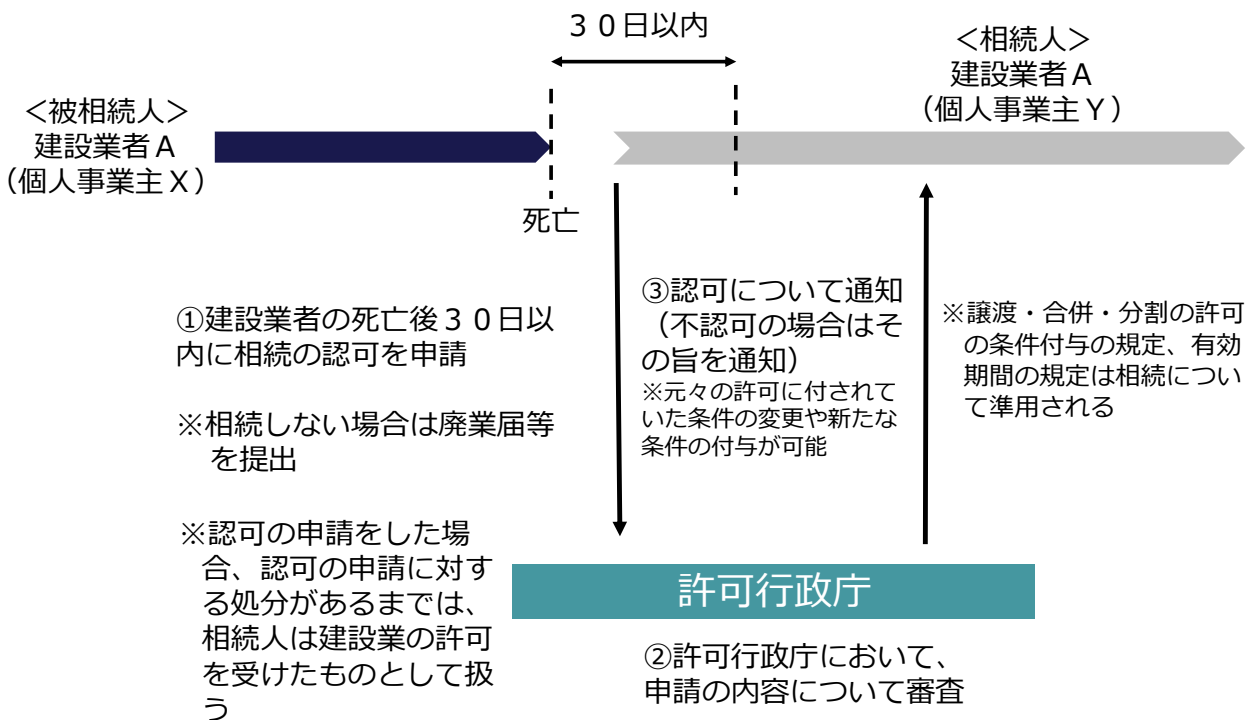 ３０日以内
＜被相続人＞
建設業者Ａ
（個人事業主Ｘ）
＜相続人＞
建設業者Ａ
（個人事業主Ｙ）
死亡
①建設業者の死亡後３０日以
内に相続の認可を申請
※相続しない場合は廃業届等
を提出
※認可の申請をした場
合、認可の申請に対す
る処分があるまでは、
相続人は建設業の許可
を受けたものとして扱
う
③認可について通知
（不認可の場合はそ
の旨を通知）
※元々の許可に付されて
いた条件の変更や新たな
条件の付与が可能
※譲渡・合併・分割の許可
の条件付与の規定、有効
期間の規定は相続につい
て準用される
許可行政庁
②許可行政庁において、
申請の内容について審査